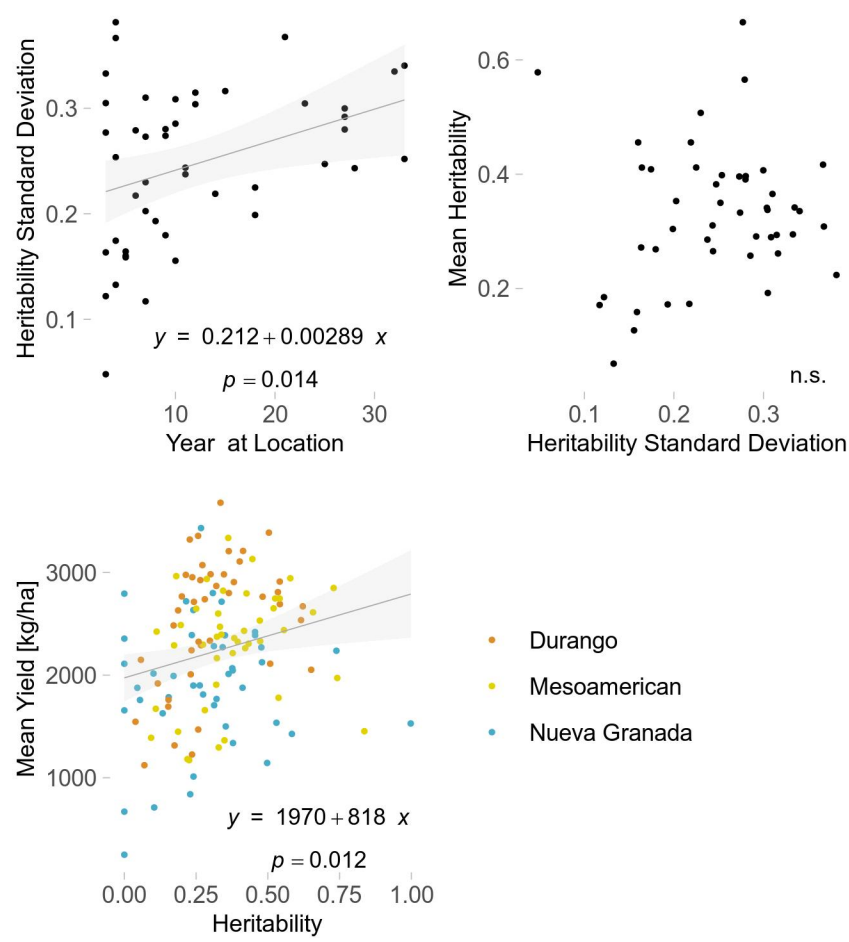 Heritability Standard Deviation
0.3
0.2
0.1
y = 0.212+0.00289 x
p = 0.014
10 20 30
Year at Location
Mean Heritability
0.6
0.4
0.2
n.s.
0.1 0.2 0.3
Heritability Standard Deviation
Mean Yield [kg/ha]
3000
2000
1000
y = 1970+818 x
p = 0.012
0.00 0.25 0.50 0.75 1.00
Heritability
Durango
Mesoamerican
Nueva Granada